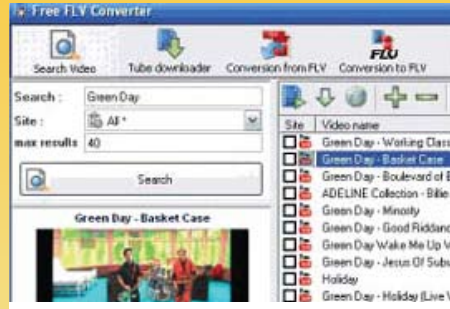 Free FLV Converter
Search Video
Tube downloader
Conversion from FLV
FLV
Conversion to FLV
Search :
Green Day
Site :
All *
max results
40
Search
Green Day - Basket Case
Site
Video name
Green Day - Working Class
Green Day - Basket Case
Green Day - Boulevard of
ADELINE Collection - Billie
Green Day - Minority
Green Day - Good Riddanc
Green Day Wake Me Up
Green Day - Jesus Of Subu
Holiday
Green Day - Holiday (Live